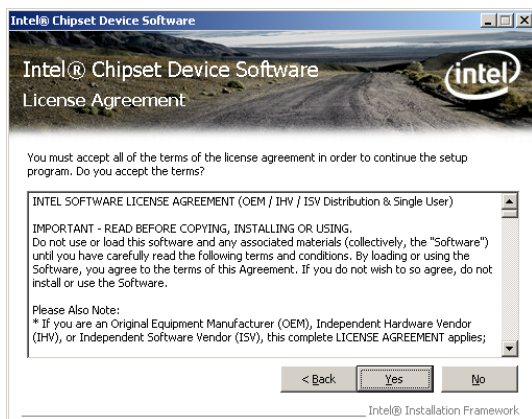 Intel® Chipset Device Software
Intel® Chipset Device Software
intel
License Agreement
You must accept all of the terms of the license agreement in order to continue the setup
program. Do you accept the terms?
INTEL SOFTWARE LICENSE AGREEMENT (OEM / IHV / ISV Distribution & Single User)
IMPORTANT - READ BEFORE COPYING, INSTALLING OR USING.
Do not use or load this software and any associated materials (collectively, the "Software")
until you have carefully read the following terms and conditions. By loading or using the
Software, you agree to the terms of this Agreement. If you do not wish to so agree, do not
install or use the Software.
Please Also Note:
* If you are an Original Equipment Manufacturer (OEM), Independent Hardware Vendor
(IHV), or Independent Software Vendor (ISV), this complete LICENSE AGREEMENT applies;
< Back Yes No
Intel® Installation Framework